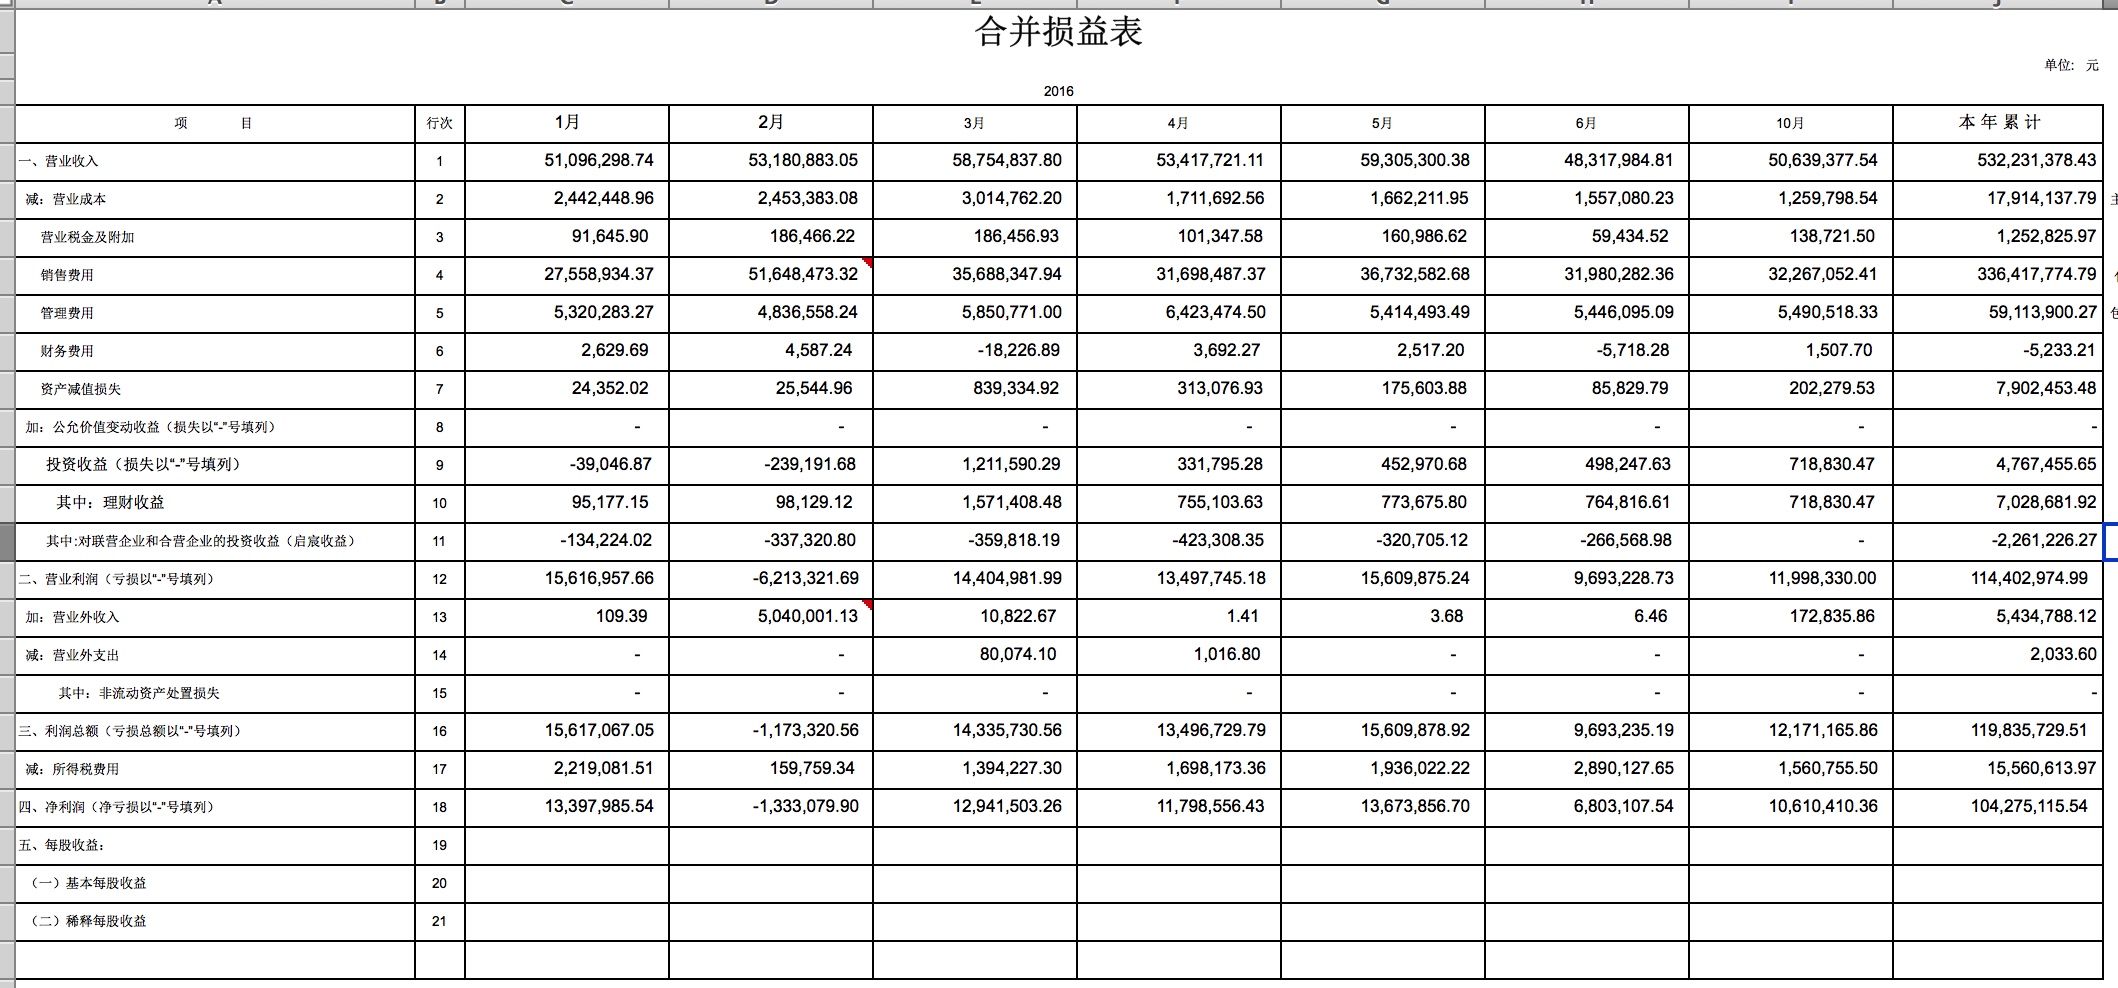 合并损益表
单位: 元
2016
项 目 行次 1月 2月 3月 4月 5月 6月 10月 本年累计
一、营业收入 1 51,096,298.74 53,180,883.05 58,754,837.80 53,417,721.11 59,305,300.38 48,317,984.81 50,639,377.54 532,231,378.43
减: 营业成本 2 2,442,448.96 2,453,383.08 3,014,762.20 1,711,692.56 1,662,211.95 1,557,080.23 1,259,798.54 17,914,137.79
营业税金及附加 3 91,645.90 186,466.22 186,456.93 101,347.58 160,986.62 59,434.52 138,721.50 1,252,825.97
销售费用 4 27,558,934.37 51,648,473.32 35,688,347.94 31,698,487.37 36,732,582.68 31,980,282.36 32,267,052.41 336,417,774.79
管理费用 5 5,320,283.27 4,836,558.24 5,850,771.00 6,423,474.50 5,414,493.49 5,446,095.09 5,490,518.33 59,113,900.27
财务费用 6 2,629.69 4,587.24 -18,226.89 3,692.27 2,517.20 -5,718.28 1,507.70 -5,233.21
资产减值损失 7 24,352.02 25,544.96 839,334.92 313,076.93 175,603.88 85,829.79 202,279.53 7,902,453.48
加: 公允价值变动收益（损失以“-”号填列） 8 - - - - - - - -
投资收益（损失以“-”号填列） 9 -39,046.87 -239,191.68 1,211,590.29 331,795.28 452,970.68 498,247.63 718,830.47 4,767,455.65
其中: 理财收益 10 95,177.15 98,129.12 1,571,408.48 755,103.63 773,675.80 764,816.61 718,830.47 7,028,681.92
其中:对联营企业和合营企业的投资收益（启宸收益） 11 -134,224.02 -337,320.80 -359,818.19 -423,308.35 -320,705.12 -266,568.98 - -2,261,226.27
二、营业利润（亏损以“-”号填列） 12 15,616,957.66 -6,213,321.69 14,404,981.99 13,497,745.18 15,609,875.24 9,693,228.73 11,998,330.00 114,402,974.99
加: 营业外收入 13 109.39 5,040,001.13 10,822.67 1.41 3.68 6.46 172,835.86 5,434,788.12
减: 营业外支出 14 - - 80,074.10 1,016.80 - - - 2,033.60
其中: 非流动资产处置损失 15 - - - - - - - -
三、利润总额（亏损总额以“-”号填列） 16 15,617,067.05 -1,173,320.56 14,335,730.56 13,496,729.79 15,609,878.92 9,693,235.19 12,171,165.86 119,835,729.51
减: 所得税费用 17 2,219,081.51 159,759.34 1,394,227.30 1,698,173.36 1,936,022.22 2,890,127.65 1,560,755.50 15,560,613.97
四、净利润（净亏损以“-”号填列） 18 13,397,985.54 -1,333,079.90 12,941,503.26 11,798,556.43 13,673,856.70 6,803,107.54 10,610,410.36 104,275,115.54
五、每股收益: 19
（一）基本每股收益 20
（二）稀释每股收益 21